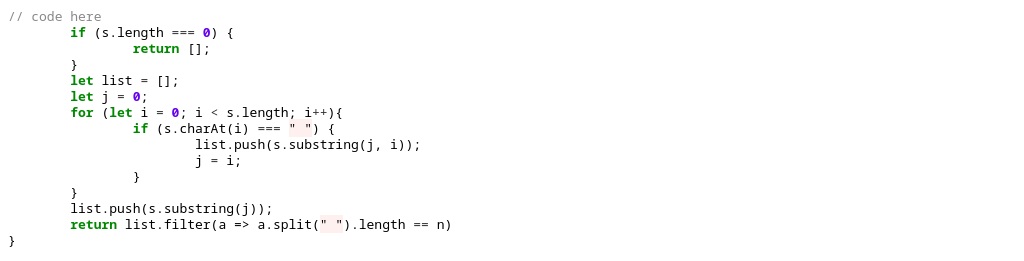 // code here
        if (s.length === 0) {
                return [];
        }
        let list = [];
        let j = 0;
        for (let i = 0; i < s.length; i++){
                if (s.charAt(i) === " ") {
                        list.push(s.substring(j, i));
                        j = i;
                }
        }
        list.push(s.substring(j));
        return list.filter(a => a.split(" ").length == n)
}